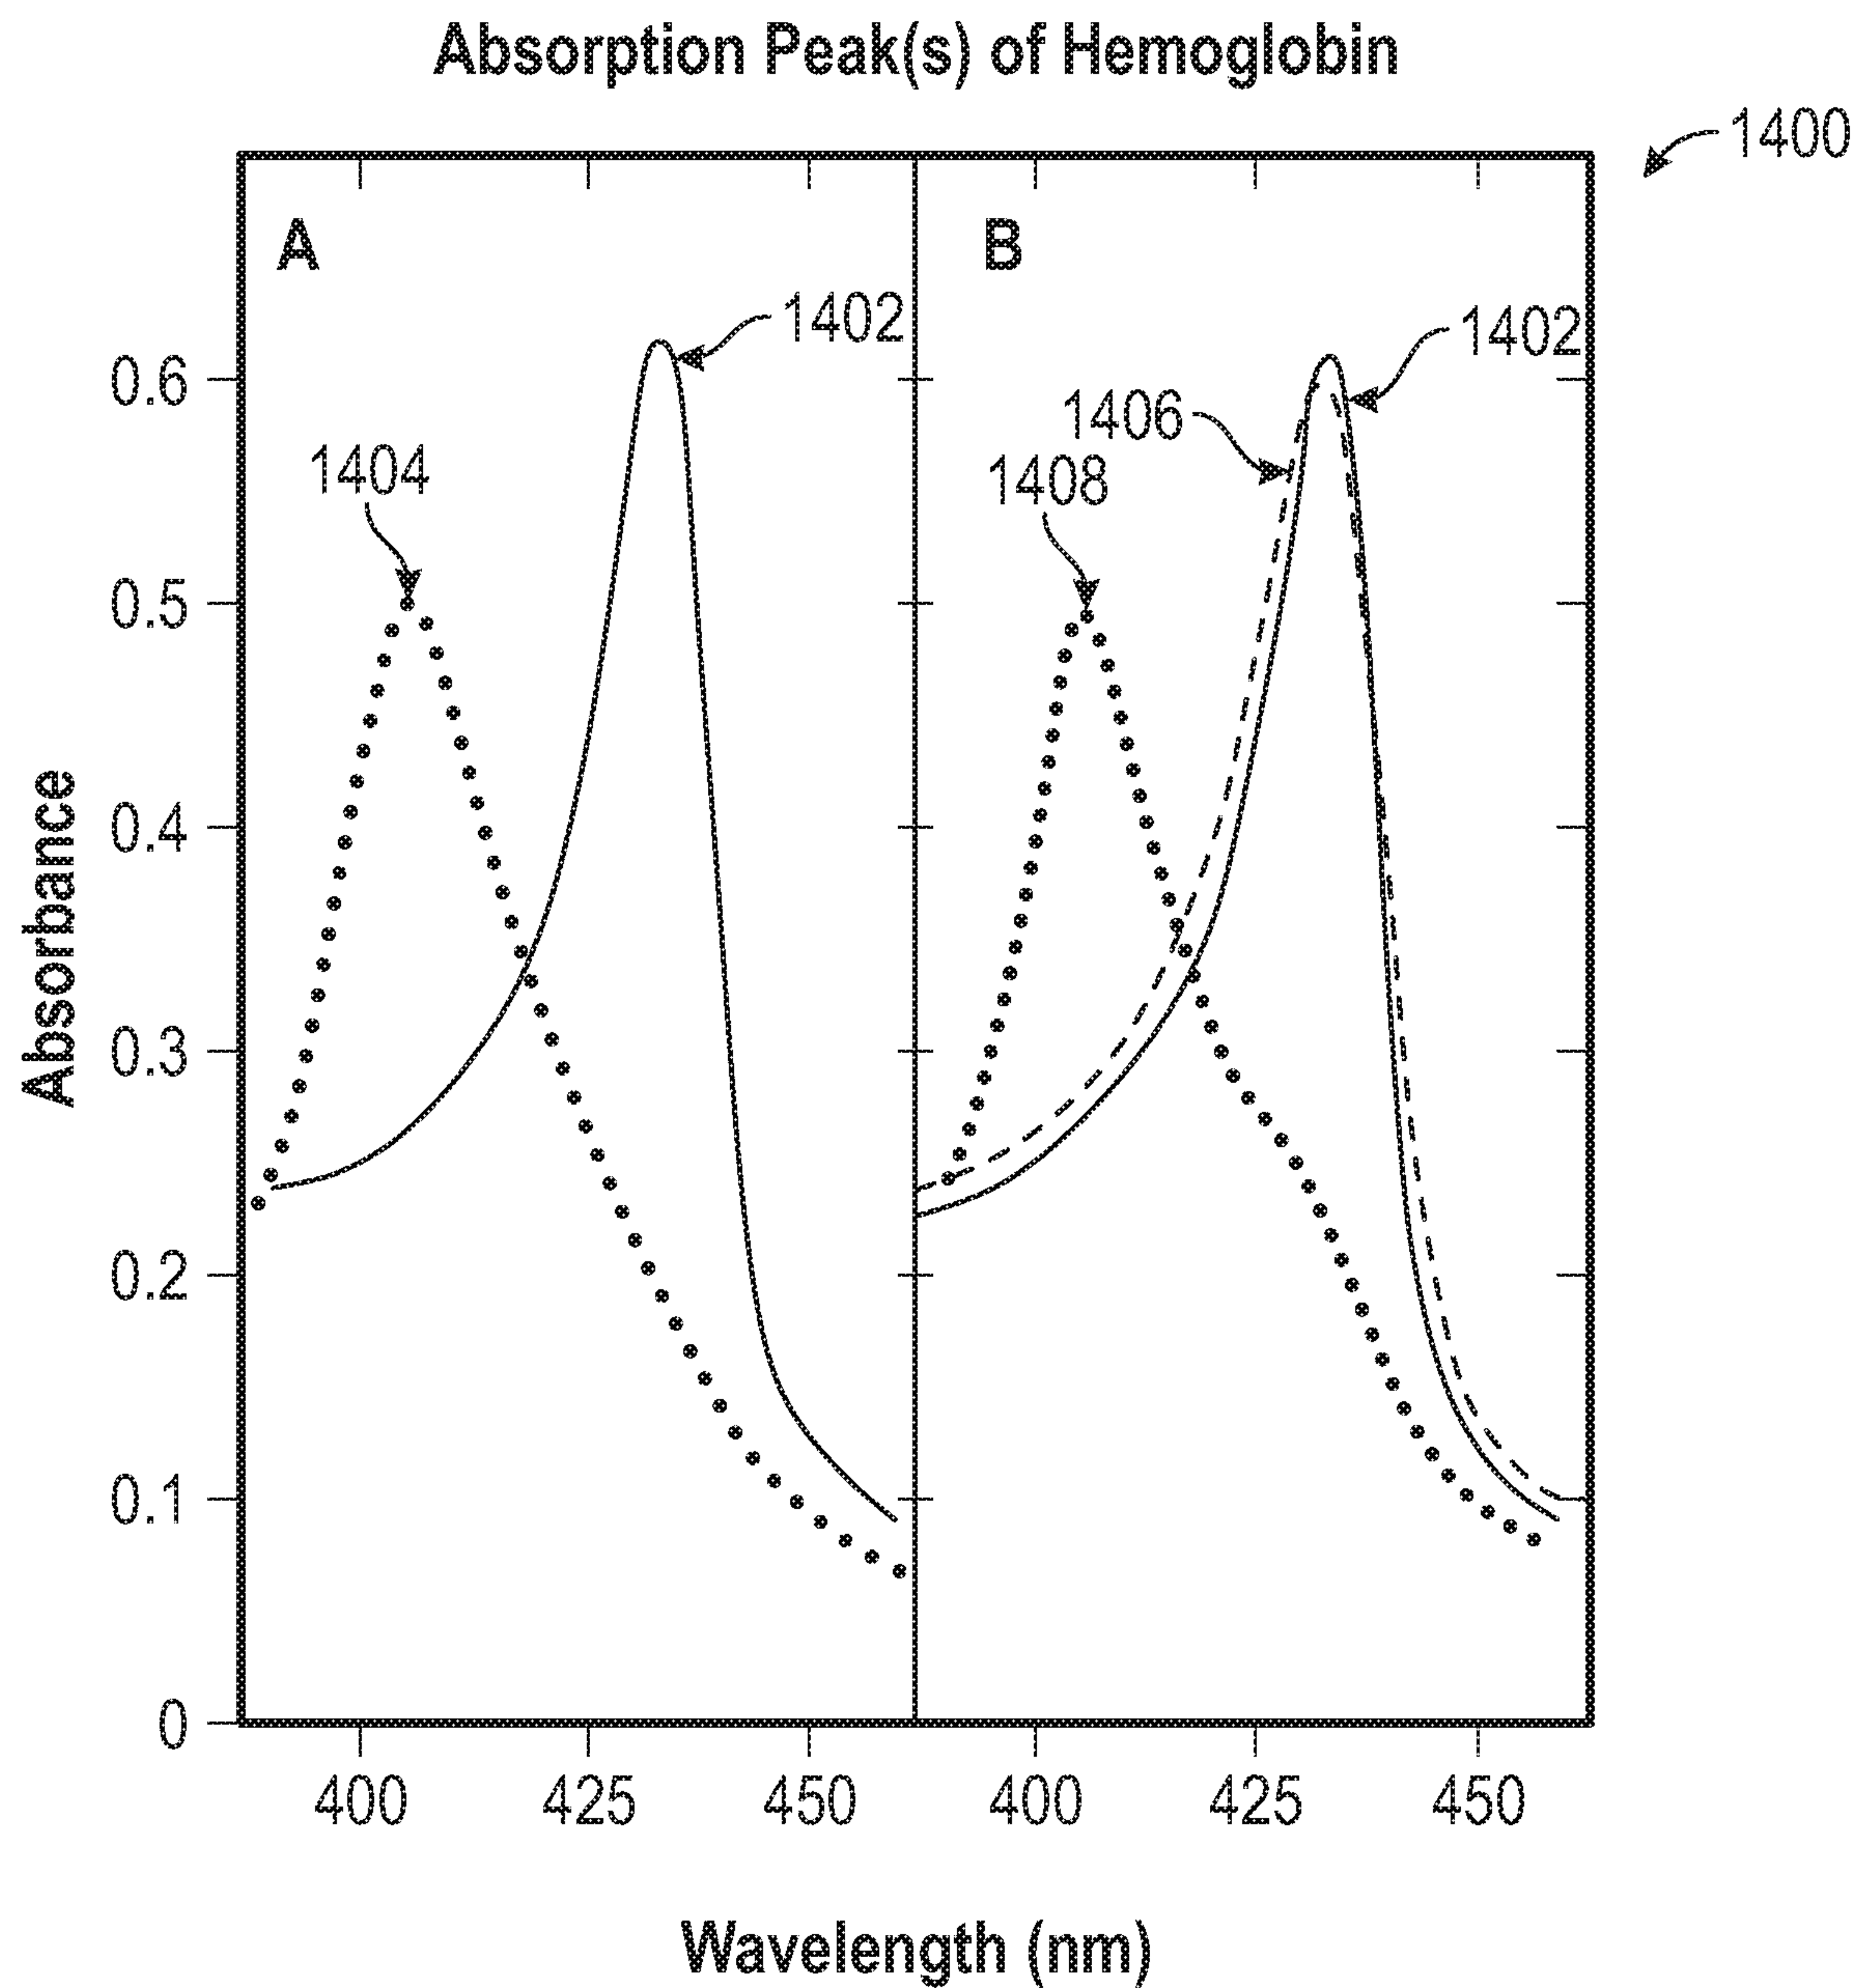 Absorption Peak(s) of Hemoglobin
1400
A
B
1402
1402
1404
1406
1408
Absorbance
0.6
0.5
0.4
0.3
0.2
0.1
0
400 425 450 400 425 450
Wavelength (nm)